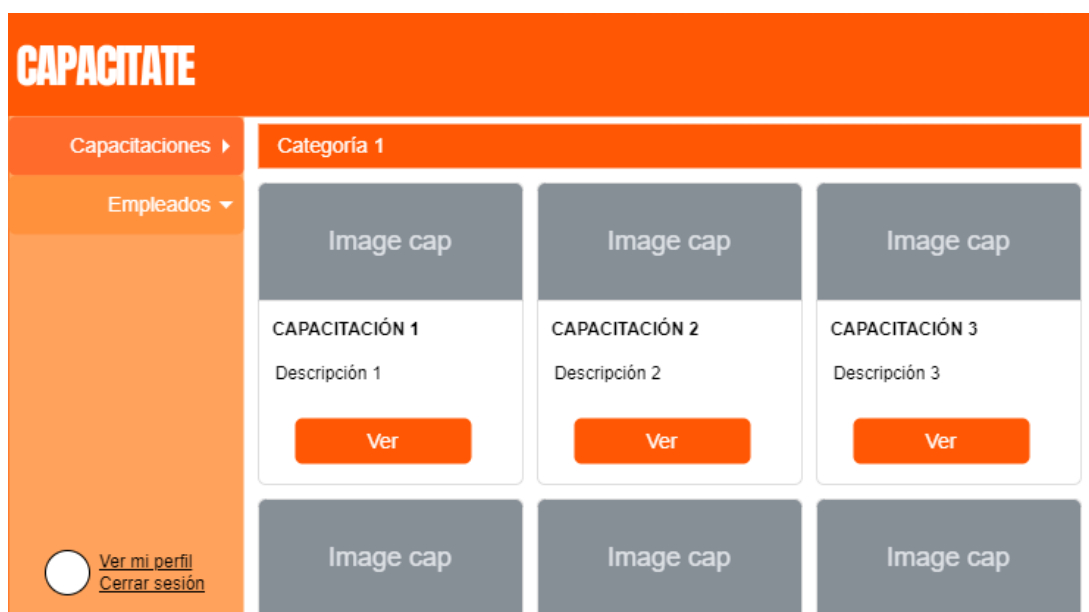 CAPACITATE
Capacitaciones
Empleados
Ver mi perfil
Cerrar sesión
Categoría 1
Image cap
Image cap
Image cap
CAPACITACIÓN 1
CAPACITACIÓN 2
CAPACITACIÓN 3
Descripción 1
Descripción 2
Descripción 3
Ver
Ver
Ver
Image cap
Image cap
Image cap